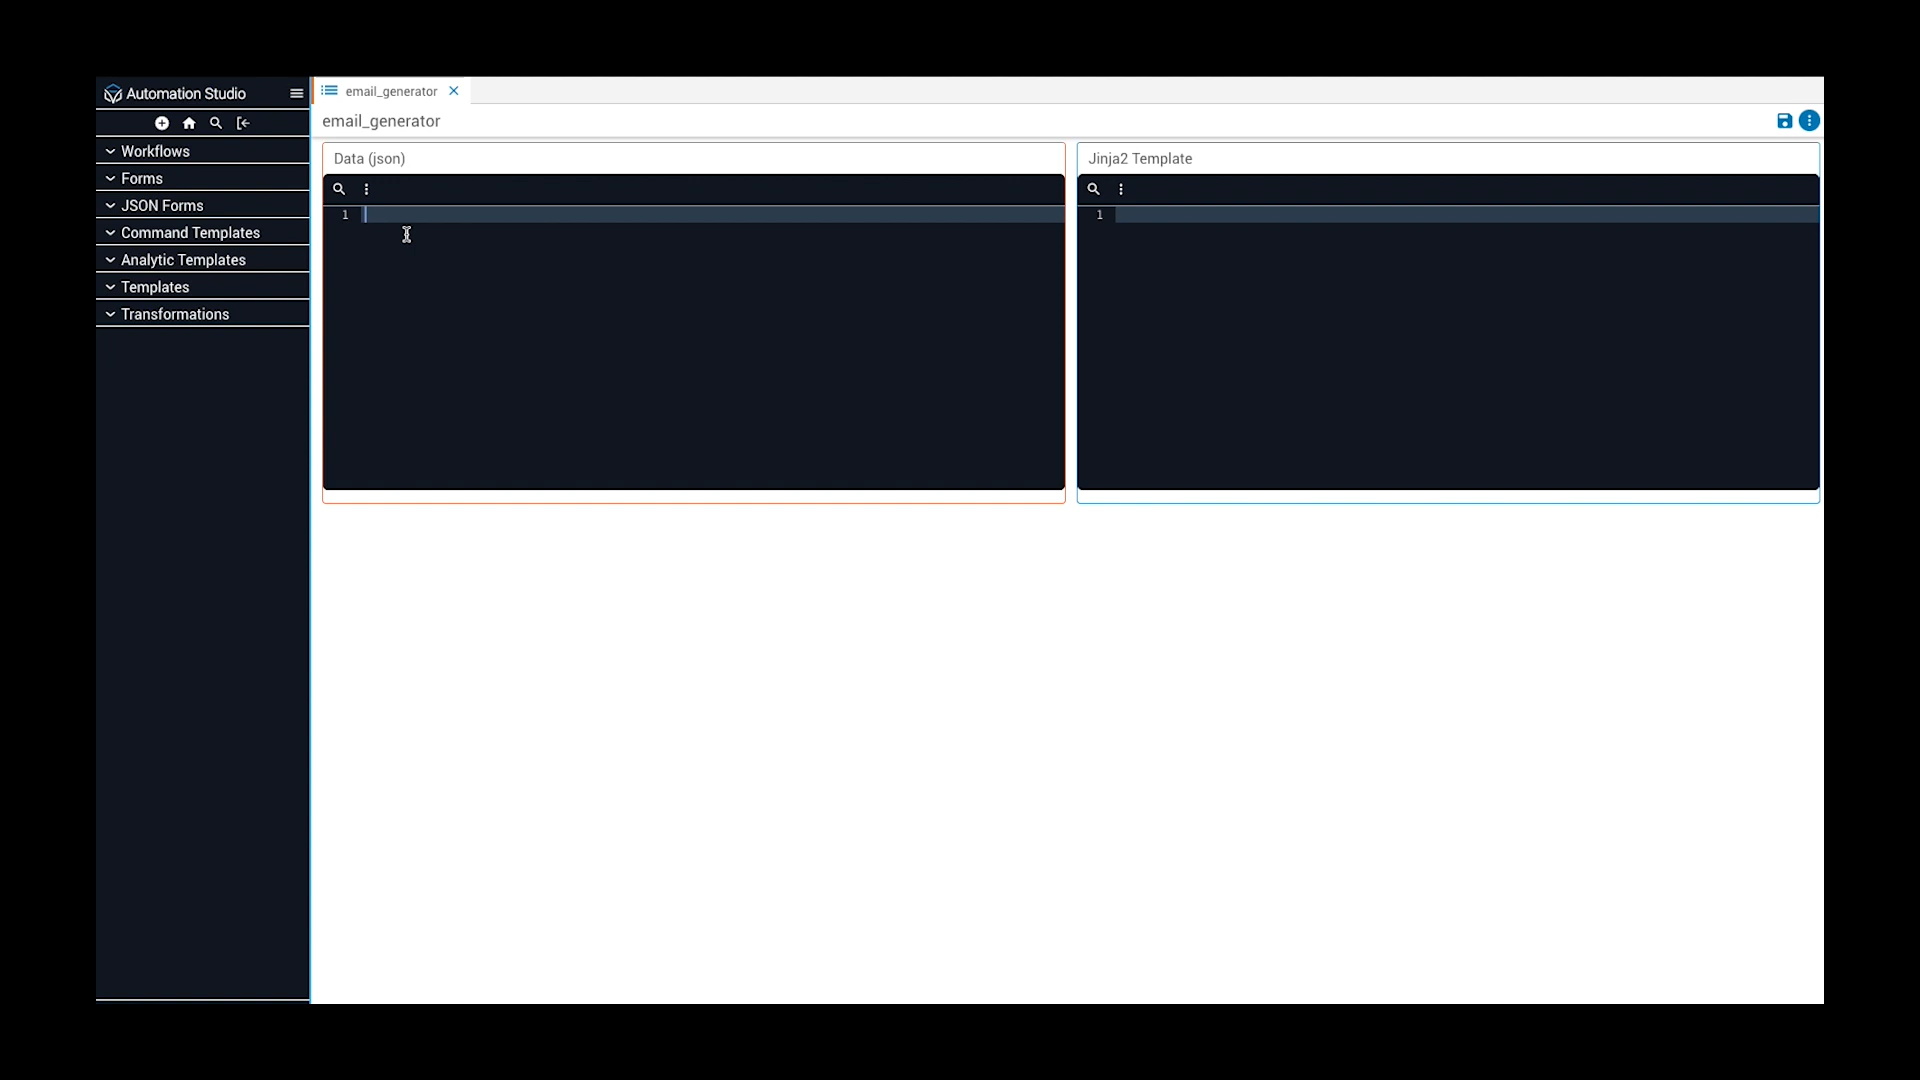 Automation Studio
email_generator
email_generator
Workflows
Forms
JSON Forms
Command Templates
Analytic Templates
Templates
Transformations
Data (json)
1
Jinja2 Template
1